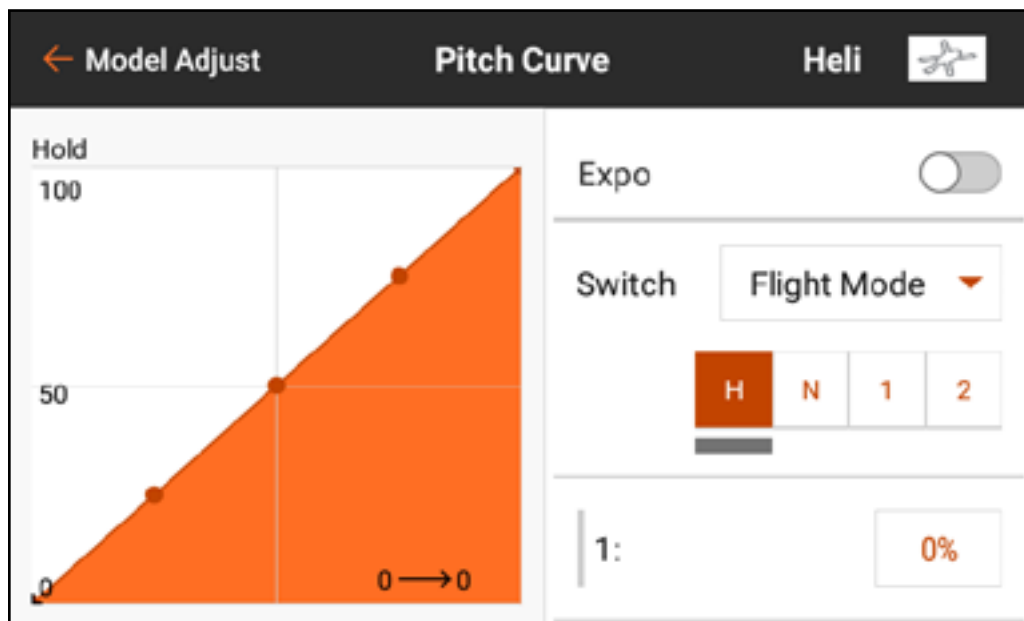 ← Model Adjust Pitch Curve Heli
Hold
100
50
0
0 → 0
Expo
Switch Flight Mode
H N 1 2
1: 0%